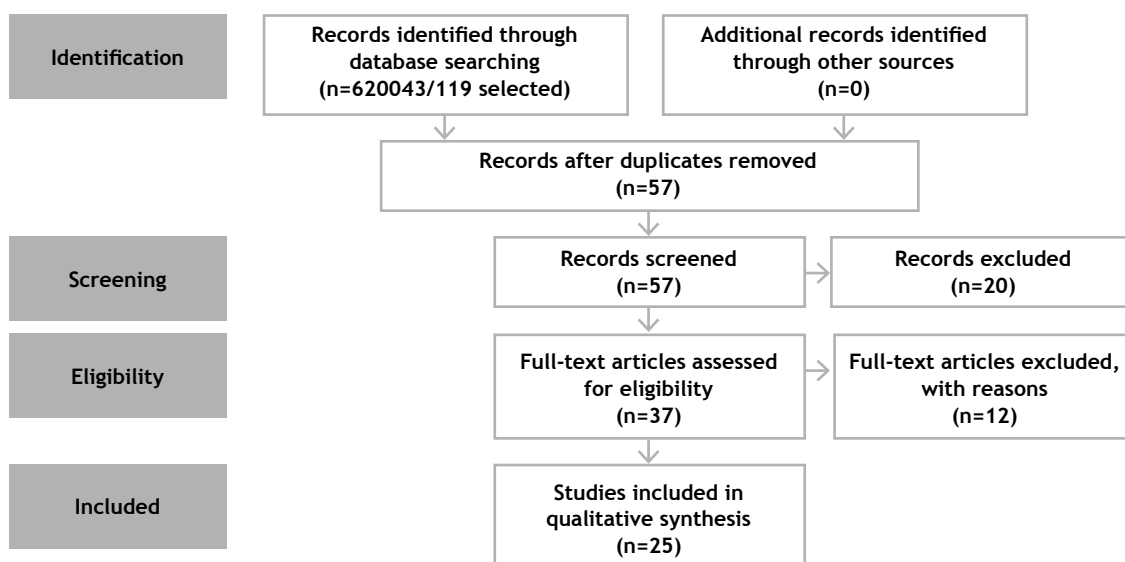 Identification
Records identified through
database searching
(n=620043/119 selected)
Additional records identified
through other sources
(n=0)
Records after duplicates removed
(n=57)
Screening
Records screened
(n=57)
Records excluded
(n=20)
Eligibility
Full-text articles assessed
for eligibility
(n=37)
Full-text articles excluded,
with reasons
(n=12)
Included
Studies included in
qualitative synthesis
(n=25)